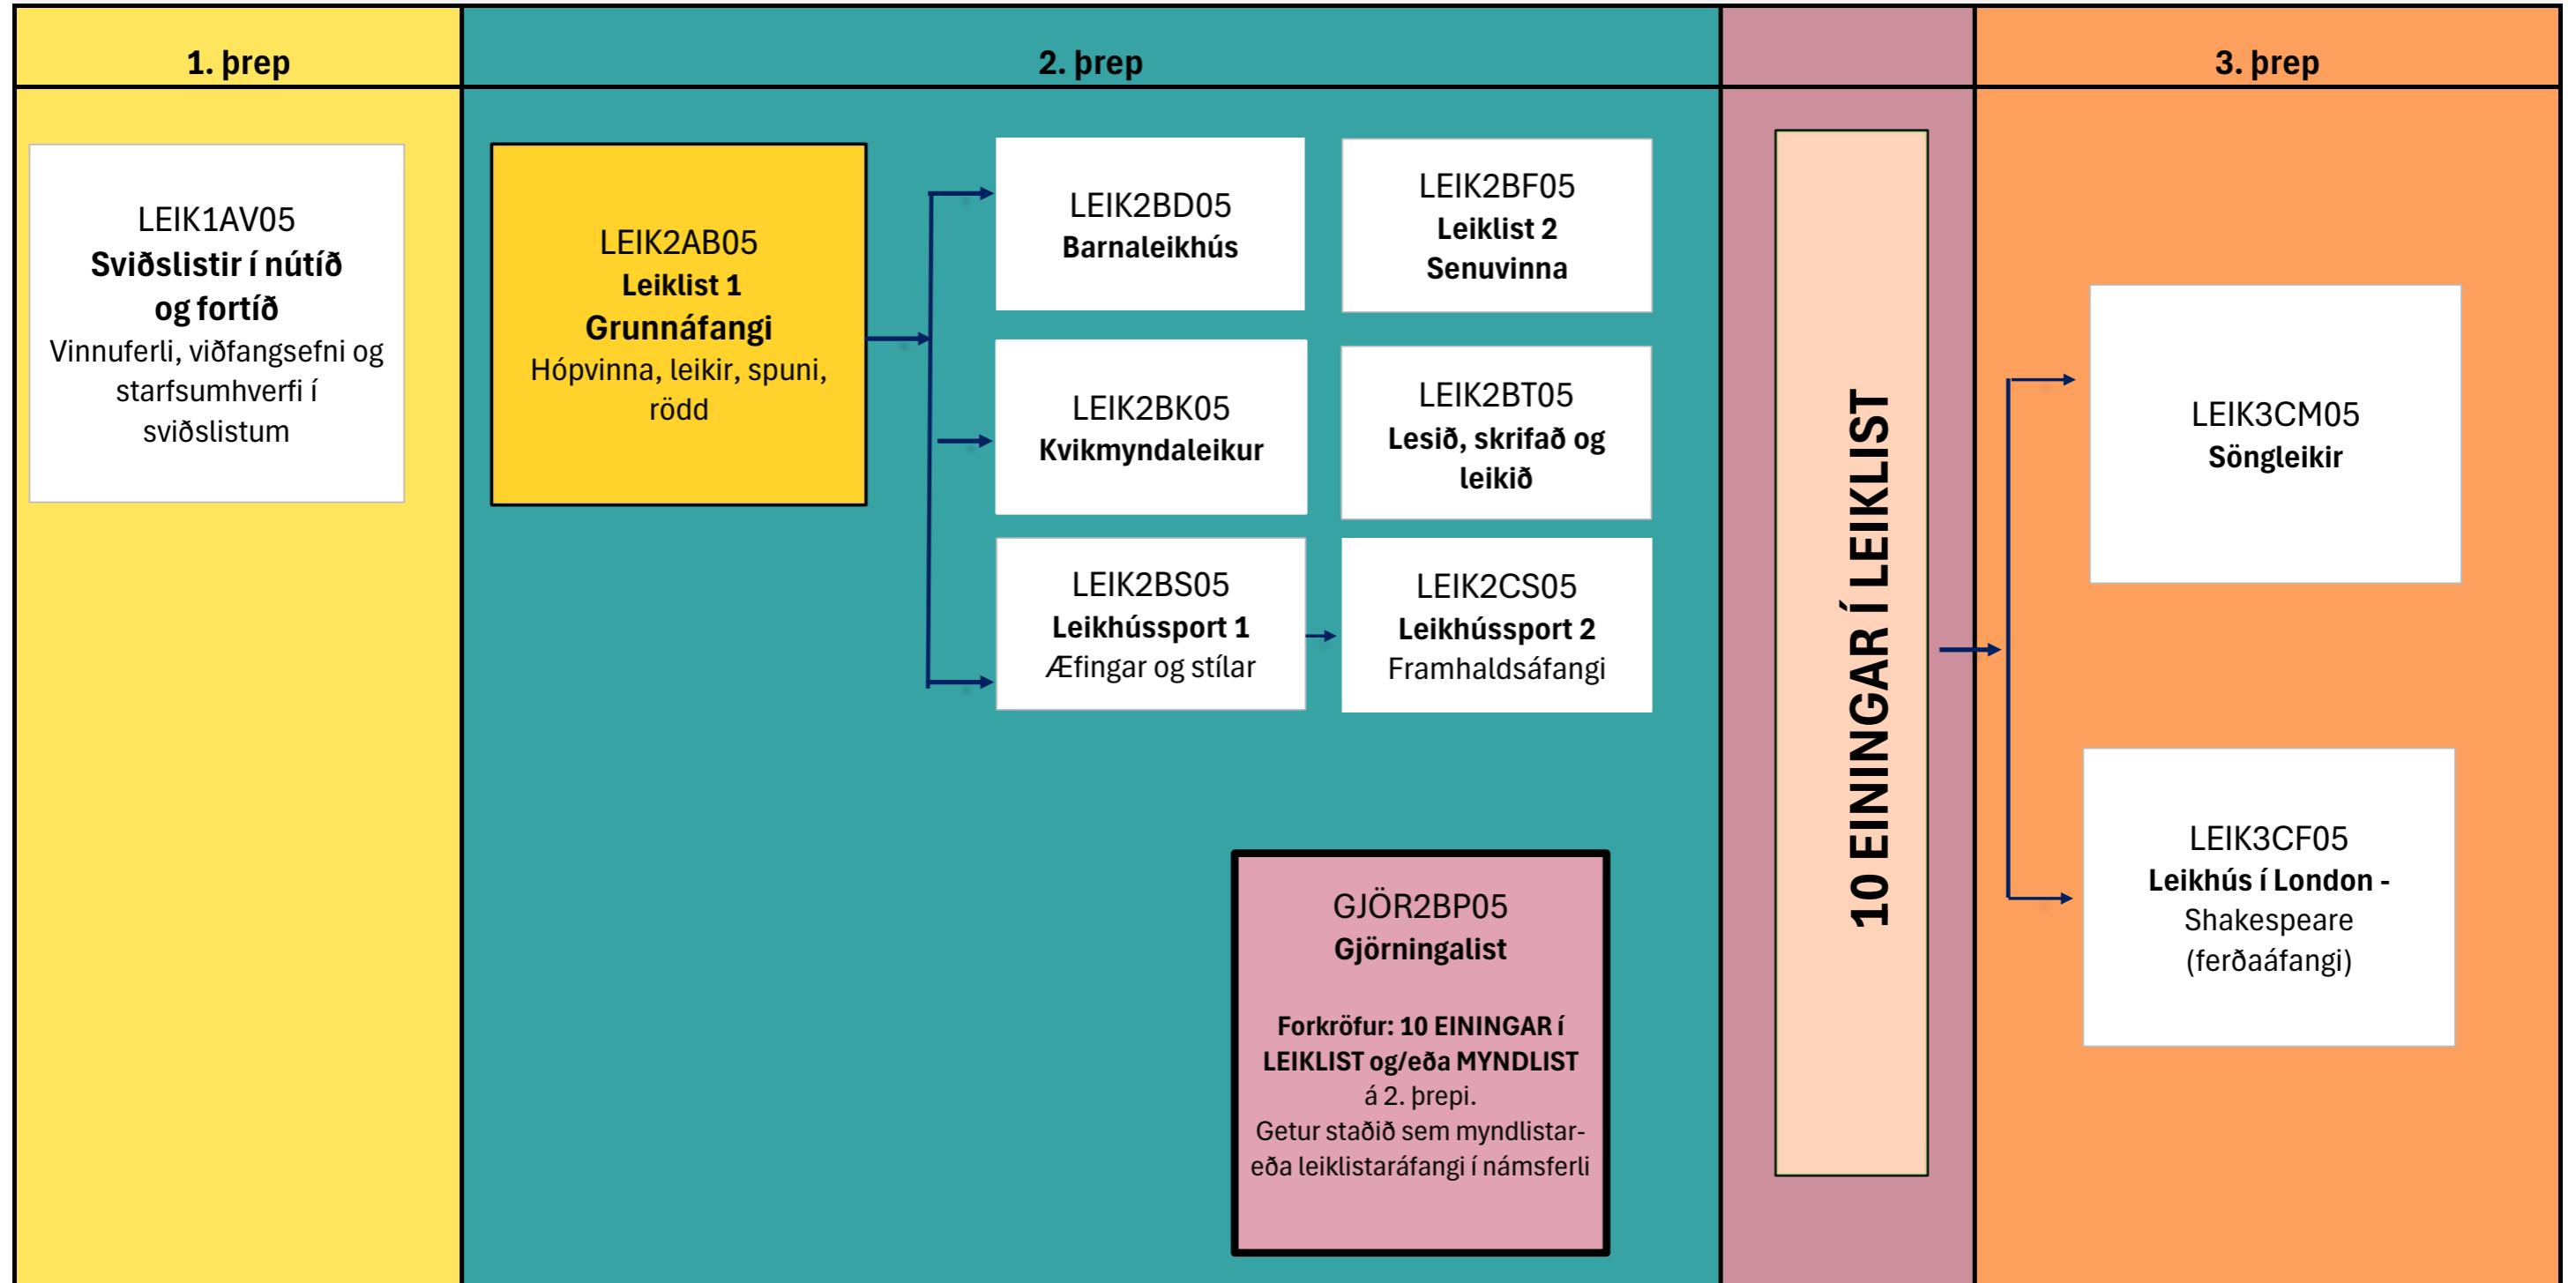 1. þrep
2. þrep
3. þrep
LEIK1AV05
Sviðslistir í nútíð
og fortíð
Vinnuferli, viðfangsefni og
starfsumhverfi í
sviðslistum
LEIK2AB05
Leiklist 1
Grunnáfangi
Hópvinna, leikir, spuni,
rödd
LEIK2BD05
Barnaleikhús
LEIK2BF05
Leiklist 2
Senuvinna
LEIK2BK05
Kvikmyndaleikur
LEIK2BT05
Lesið, skrifað og
leikið
LEIK2BS05
Leikhússport 1
Æfingar og stílar
LEIK2CS05
Leikhússport 2
Framhaldsáfangi
GJÖR2BP05
Gjörningalist
Forkröfur: 10 EININGAR í
LEIKLIST og/eða MYNDLIST
á 2. þrepi.
Getur staðið sem myndlistar-
eða leiklistaráfangi í námsferli
10 EININGAR Í LEIKLIST
LEIK3CM05
Söngleikir
LEIK3CF05
Leikhús í London -
Shakespeare
(ferðaáfangi)